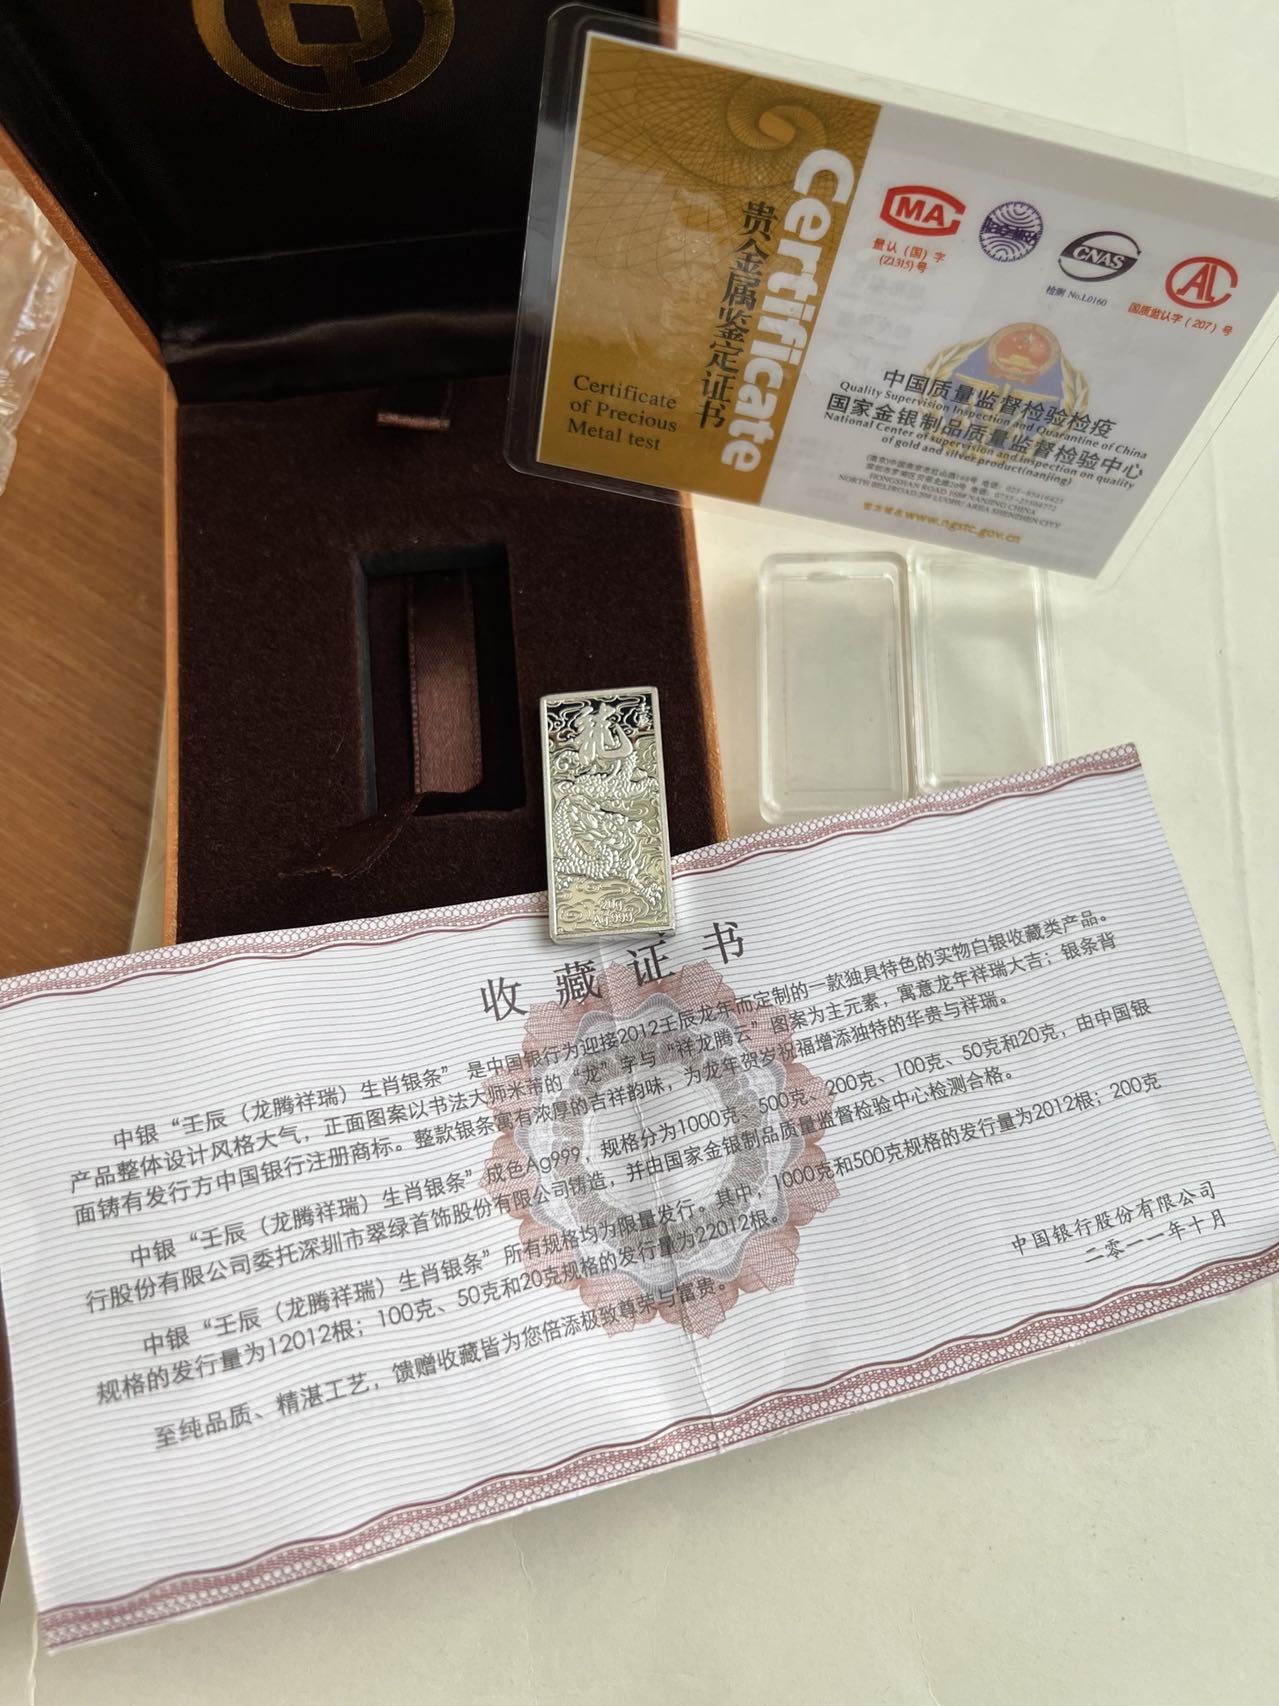 Certificate
贵金属鉴定证书
Certificate
of Precious
Metal test
MA
量认（国）字
(Z1315)号
CNAS
检测 No.L0160
AL
国质监认字（207）号
中国质量监督检验检疫
Quality Supervision Inspection and Quarantine of China
国家金银制品质量监督检验中心
National Center of supervision and inspection on quality
of gold and silver product(nanjing)
HONGSHAN ROAD 168# NANJING CHINA
官方域名www.ngstc.gov.cn
龙
壬辰
20g
Ag999
收藏证书
中银“壬辰（龙腾祥瑞）生肖银条”是中国银行为迎接2012壬辰龙年而定制的一款独具特色的实物白银收藏类产品。
产品整体设计风格大气，正面图案以书法大师米芾的“龙”字与“祥龙腾云”图案为主元素，寓意龙年祥瑞大吉；银条背
面铸有发行方中国银行注册商标。整款银条寓有浓厚的吉祥韵味，为龙年贺岁祝福增添独特的华贵与祥瑞。
中银“壬辰（龙腾祥瑞）生肖银条”成色Ag999，规格分为1000克、500克、200克、100克、50克和20克，由中国银
行股份有限公司委托深圳市翠绿首饰股份有限公司铸造，并由国家金银制品质量监督检验中心检测合格。
中银“壬辰（龙腾祥瑞）生肖银条”所有规格均为限量发行。其中，1000克和500克规格的发行量为2012根；200克
规格的发行量为12012根；100克、50克和20克规格的发行量为22012根。
至纯品质、精湛工艺，馈赠收藏皆为您倍添极致尊荣与富贵。
中国银行股份有限公司
二零一一年十月